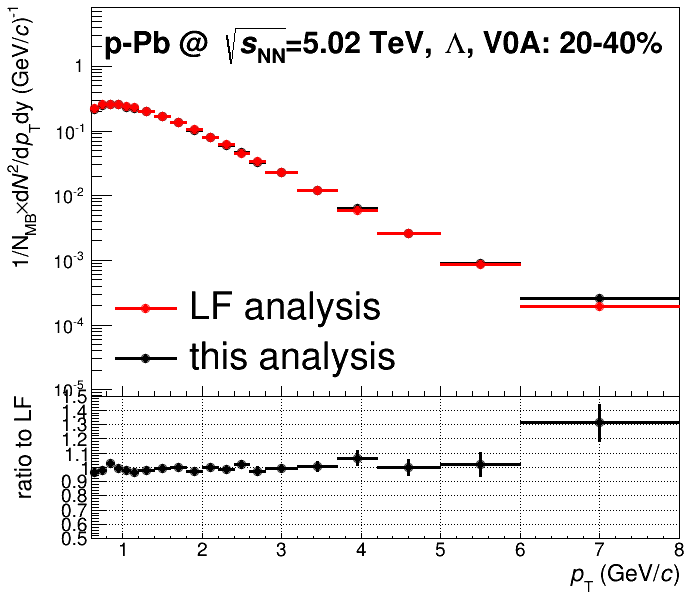 p-Pb @ √sNN=5.02 TeV, Λ, V0A: 20-40%
1/NMB×dN²/dpTdy (GeV/c)⁻¹
1
10⁻¹
10⁻²
10⁻³
10⁻⁴
10⁻⁵
LF analysis
this analysis
ratio to LF
1.5
1.4
1.3
1.2
1.1
1
0.9
0.8
0.7
0.6
0.5
1 2 3 4 5 6 7 8
pT (GeV/c)